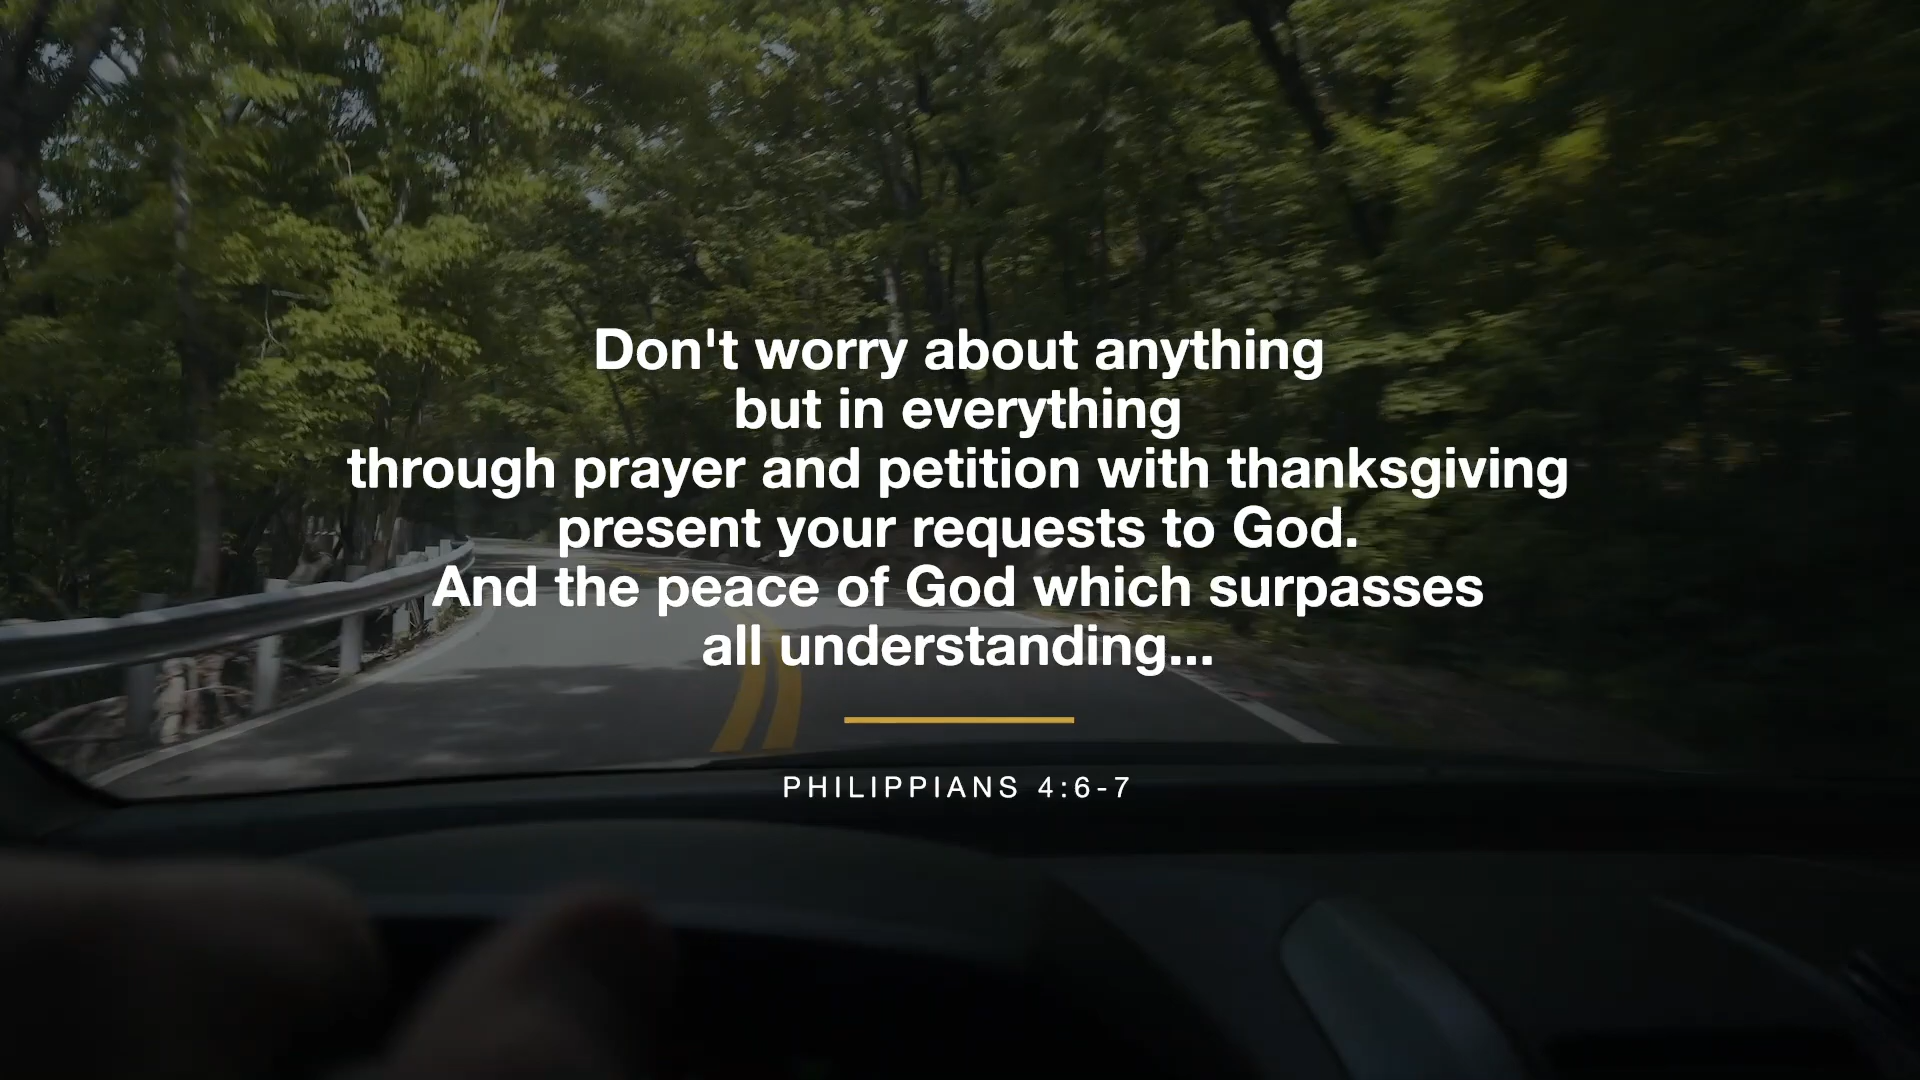 Don't worry about anything
but in everything
through prayer and petition with thanksgiving
present your requests to God.
And the peace of God which surpasses
all understanding...
PHILIPPIANS 4:6-7